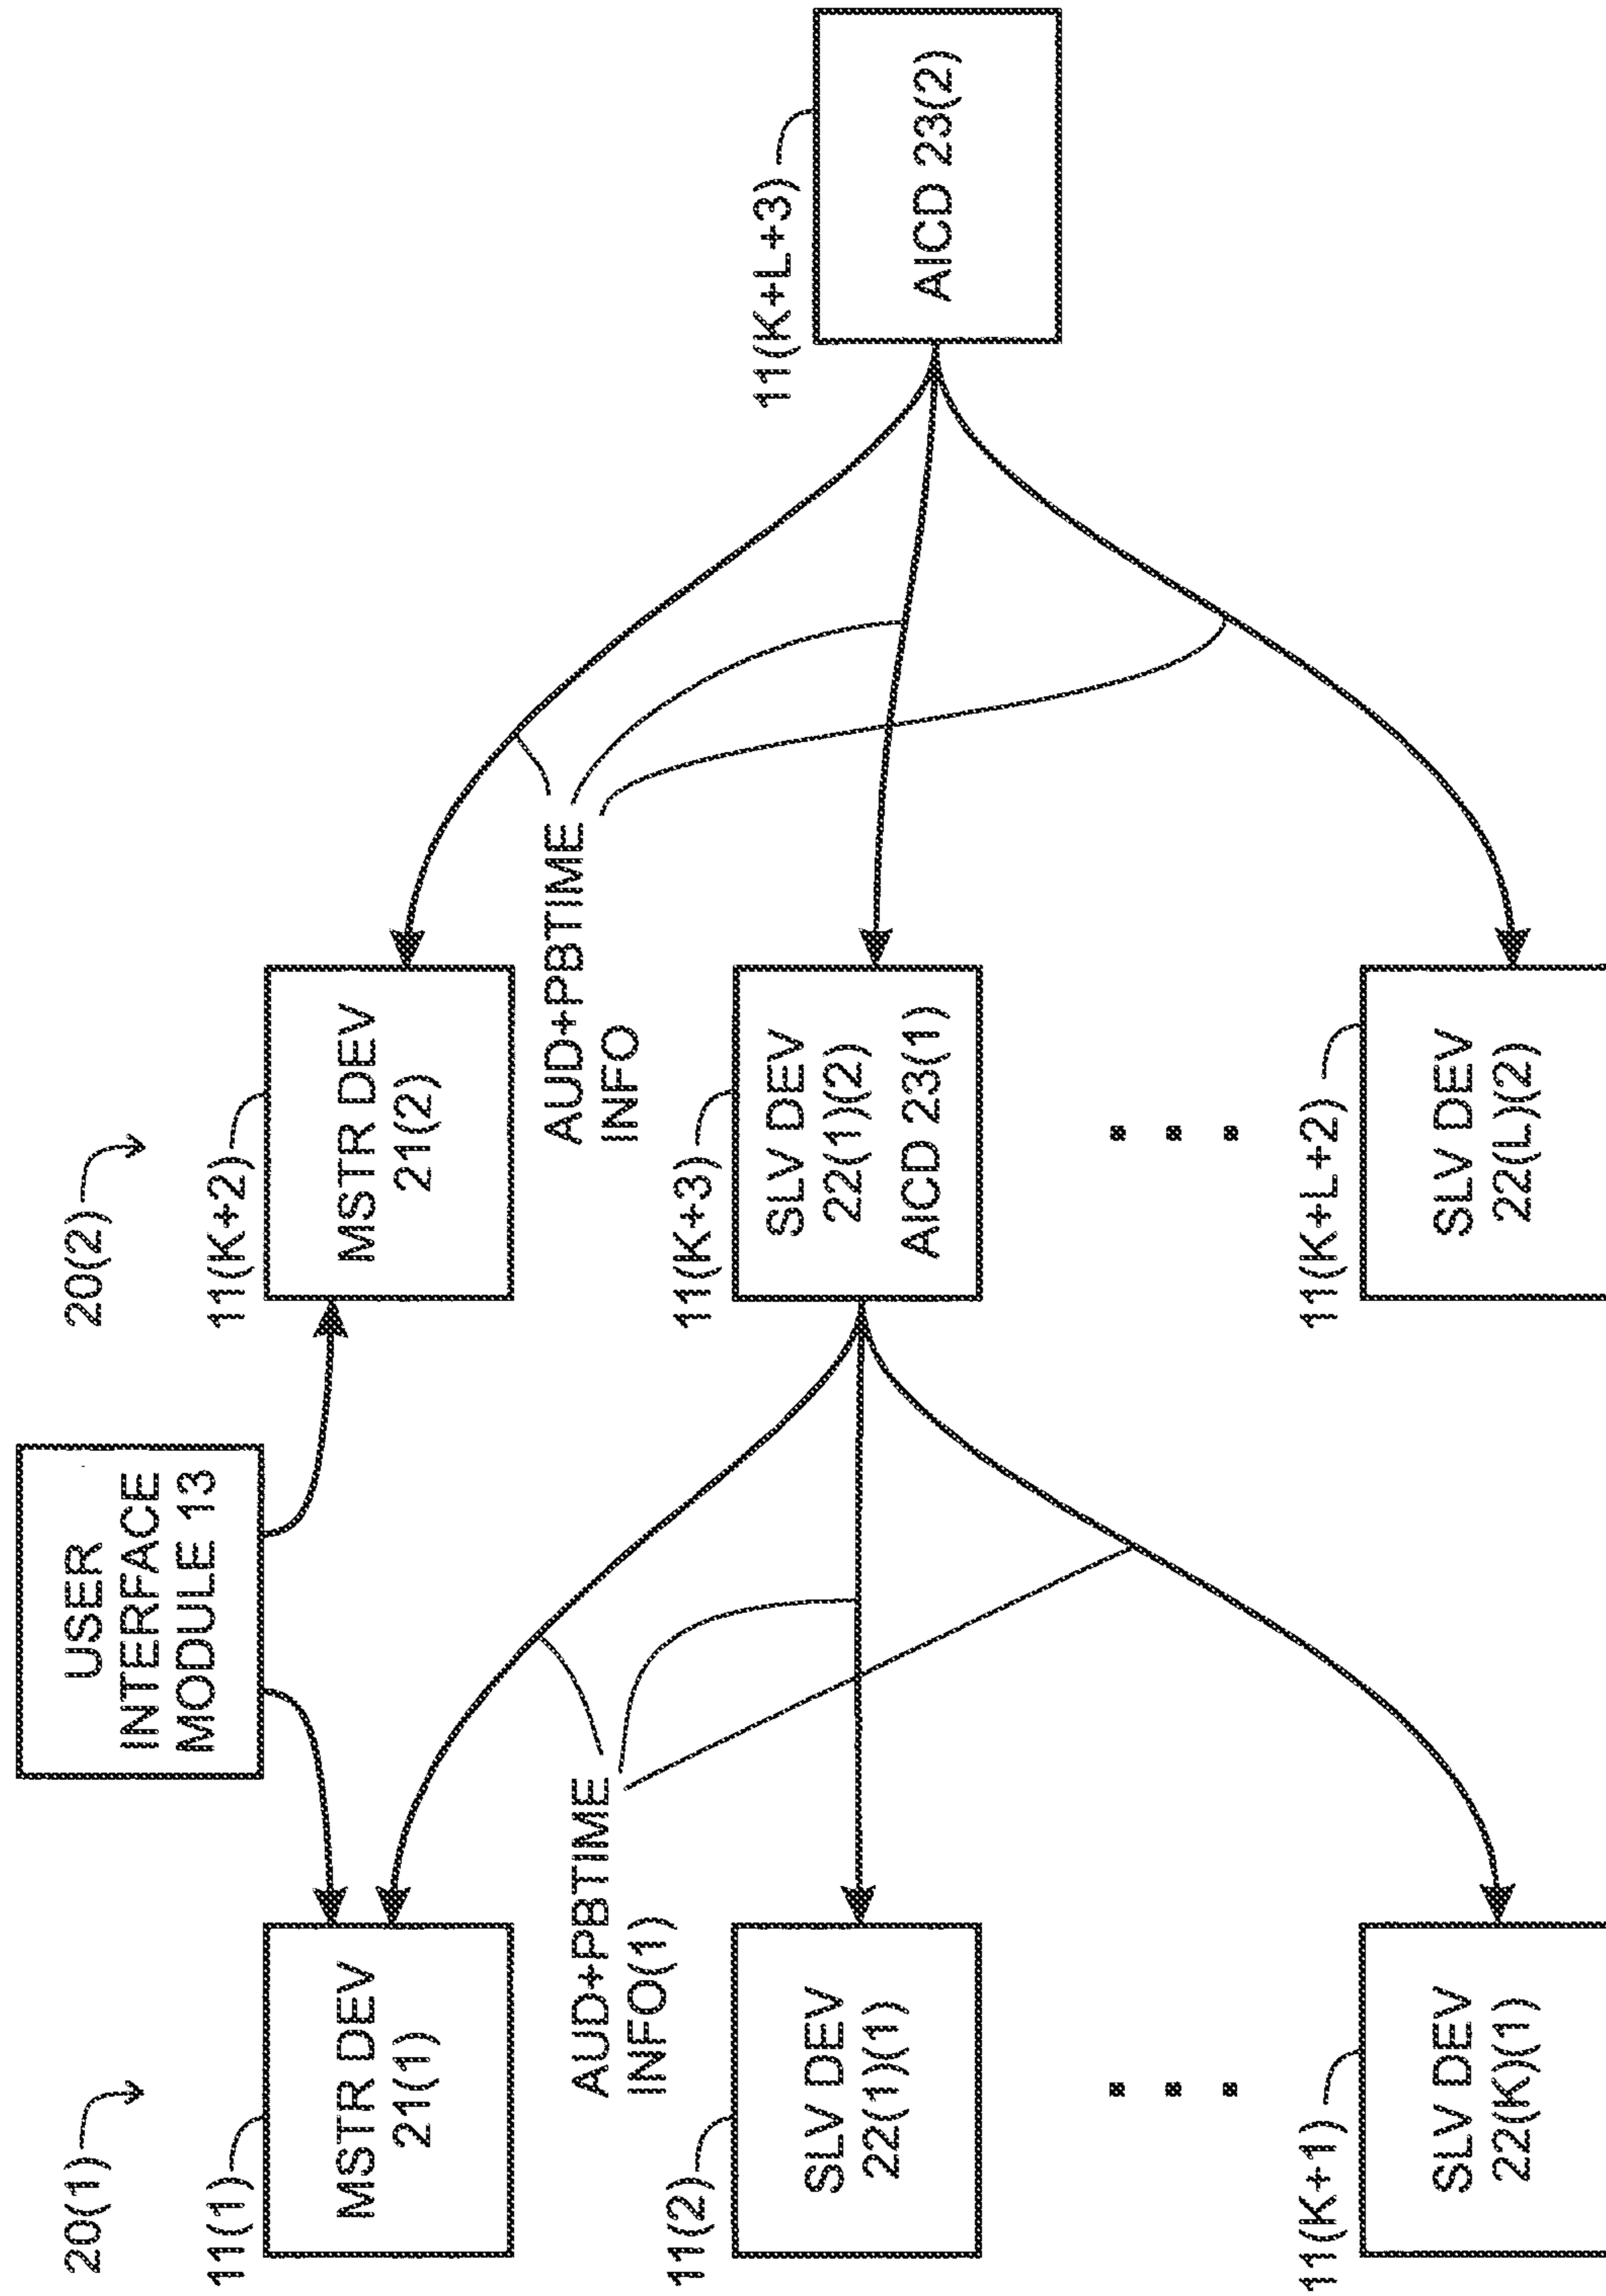 20(1)
20(2)
USER
INTERFACE
MODULE 13
11(1)
MSTR DEV
21(1)
11(K+2)
MSTR DEV
21(2)
AUD+PBTIME
INFO(1)
AUD+PBTIME
INFO
11(2)
SLV DEV
22(1)(1)
11(K+3)
SLV DEV
22(1)(2)
AICD 23(1)
11(K+L+3)
AICD 23(2)
11(K+1)
SLV DEV
22(K)(1)
11(K+L+2)
SLV DEV
22(L)(2)